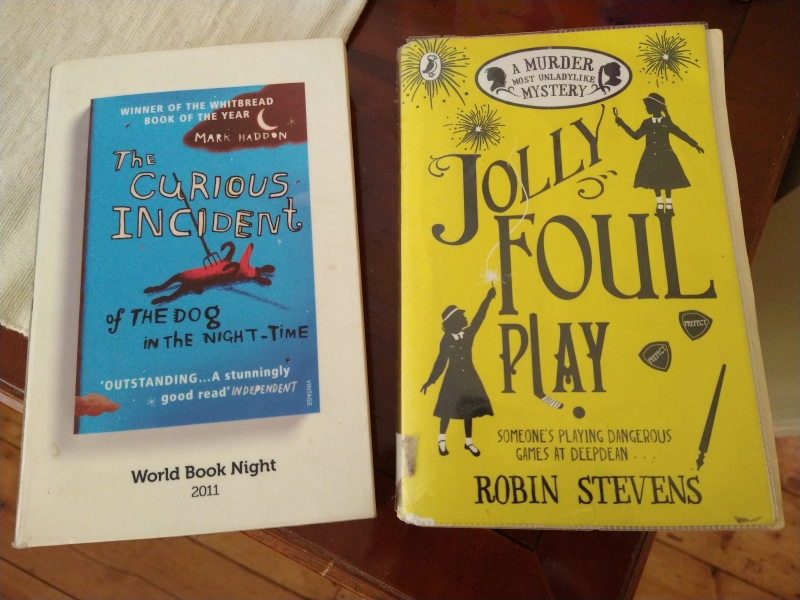 WINNER OF THE WHITBREAD
BOOK OF THE YEAR
MARK HADDON
THE
CURIOUS
INCIDENT
of THE DOG
IN THE NIGHT-TIME
'OUTSTANDING...A stunningly
good read' INDEPENDENT
VINTAGE
World Book Night
2011
A MURDER
MOST UNLADYLIKE
MYSTERY
JOLLY
FOUL
PLAY
PREFECT
PREFECT
SOMEONE'S PLAYING DANGEROUS
GAMES AT DEEPDEAN . . .
ROBIN STEVENS